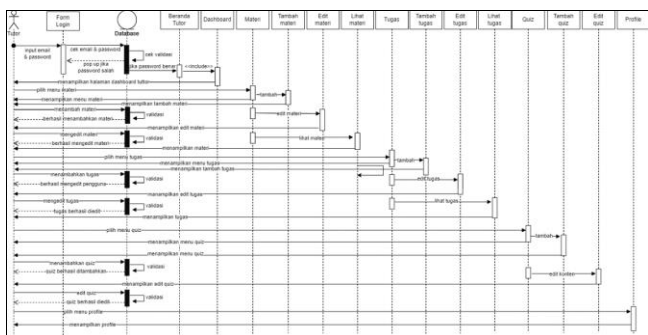 Tutor
Form
Login
Database
Beranda
Tutor
Dashboard
Materi
Tambah
materi
Edit
materi
Lihat
materi
Tugas
Tambah
tugas
Edit
tugas
Lihat
tugas
Quiz
Tambah
quiz
Edit
quiz
Profile
input email
& password
cek email & password
cek validasi
pop up jika
password salah
jika password benar
<<include>>
menampilkan halaman dashboard tutor
pilih menu materi
tambah
menampilkan menu materi
menampilkan tambah materi
menambah materi
validasi
edit materi
berhasil menambahkan materi
menampilkan edit materi
mengedit materi
validasi
lihat materi
berhasil mengedit materi
menampilkan materi
pilih menu tugas
tambah
menampilkan menu tugas
menampilkan tambah tugas
menambahkan tugas
validasi
edit tugas
berhasil mengedit pengguna
menampilkan edit tugas
mengedit tugas
validasi
lihat tugas
tugas berhasil diedit
menampilkan tugas
pilih menu quiz
tambah
menampilkan menu quiz
menampilkan menu quiz
menambahkan quiz
validasi
quiz berhasil ditambahkan
menampilkan edit quiz
edit quiz
validasi
quiz berhasil diedit
pilih menu profile
menampilkan profile